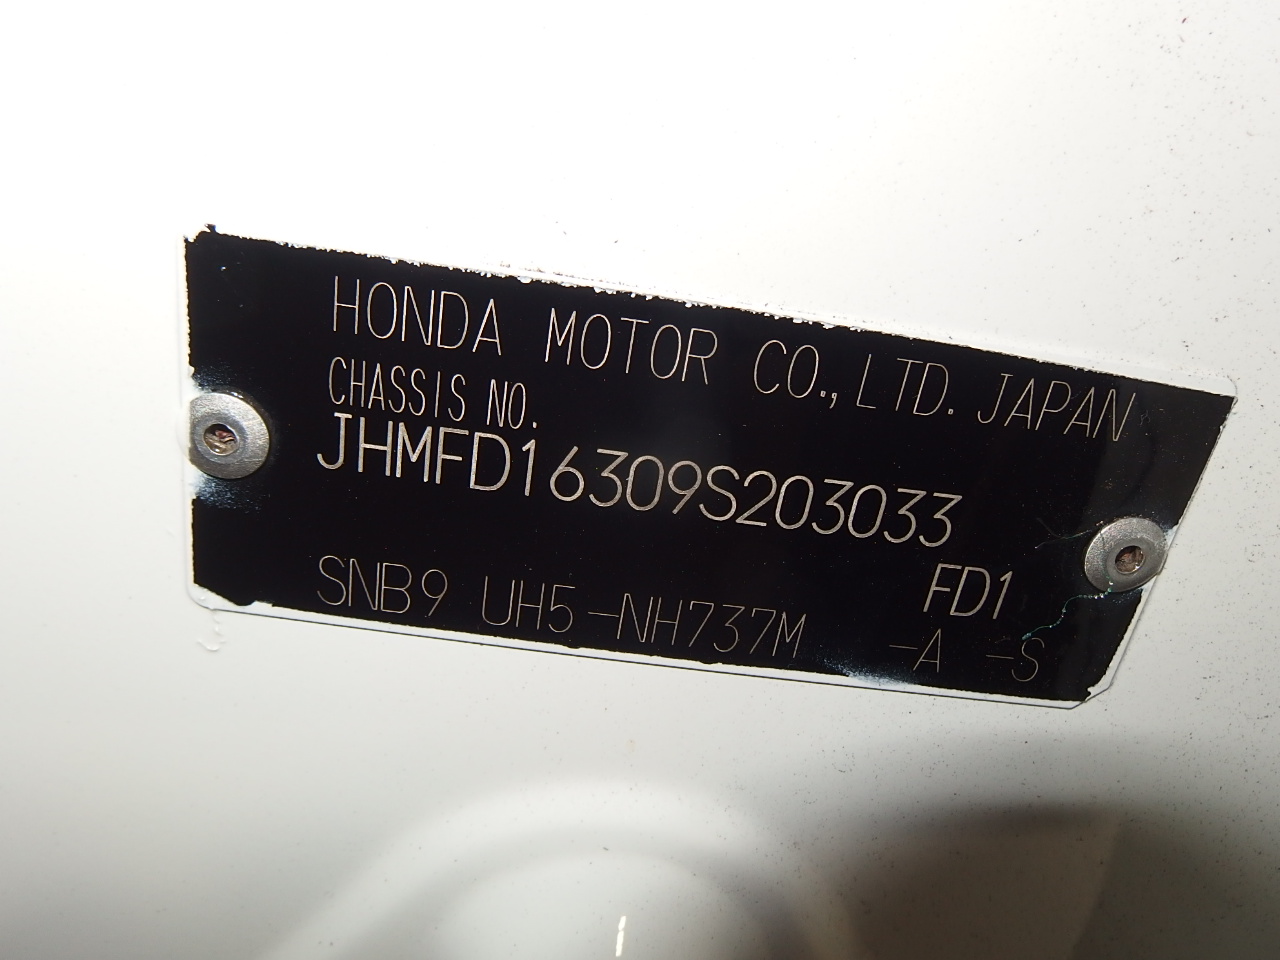 HONDA MOTOR CO., LTD. JAPAN
CHASSIS NO.
JHMFD16309S203033
FD1
SNB9 UH5-NH737M -A -S